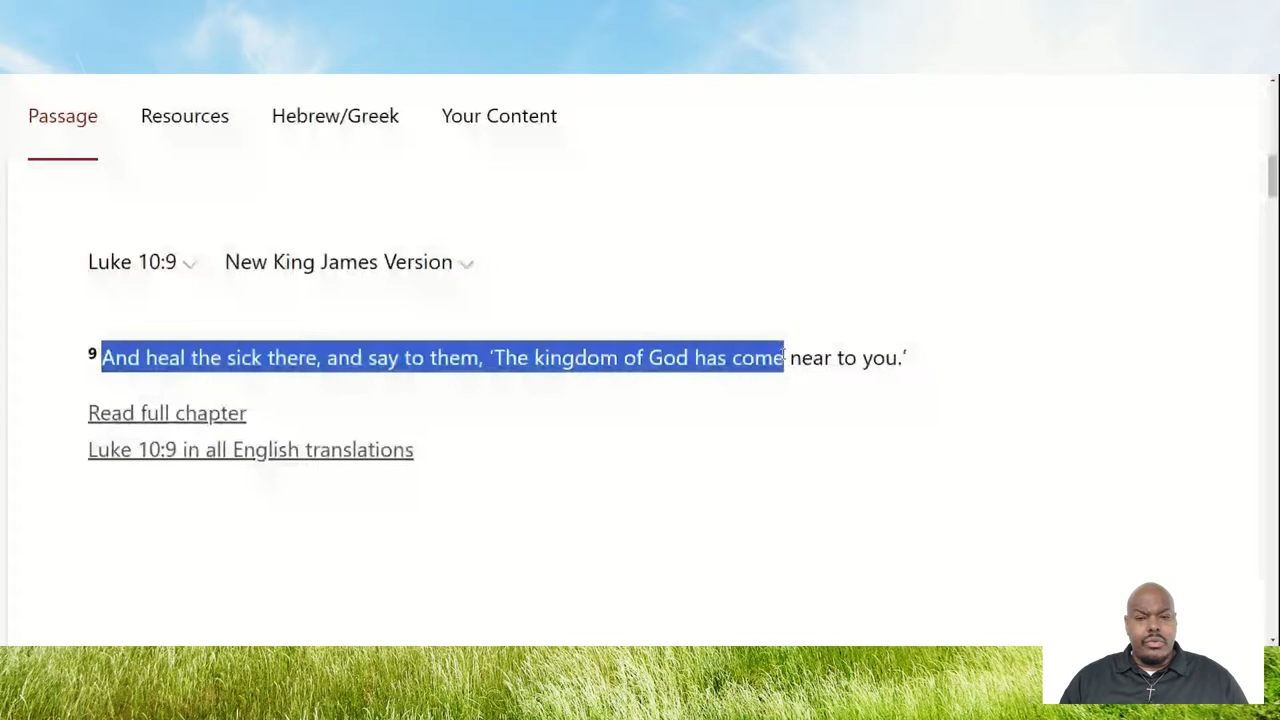 Passage Resources Hebrew/Greek Your Content
Luke 10:9 New King James Version
9 And heal the sick there, and say to them, ‘The kingdom of God has come near to you.’
Read full chapter
Luke 10:9 in all English translations